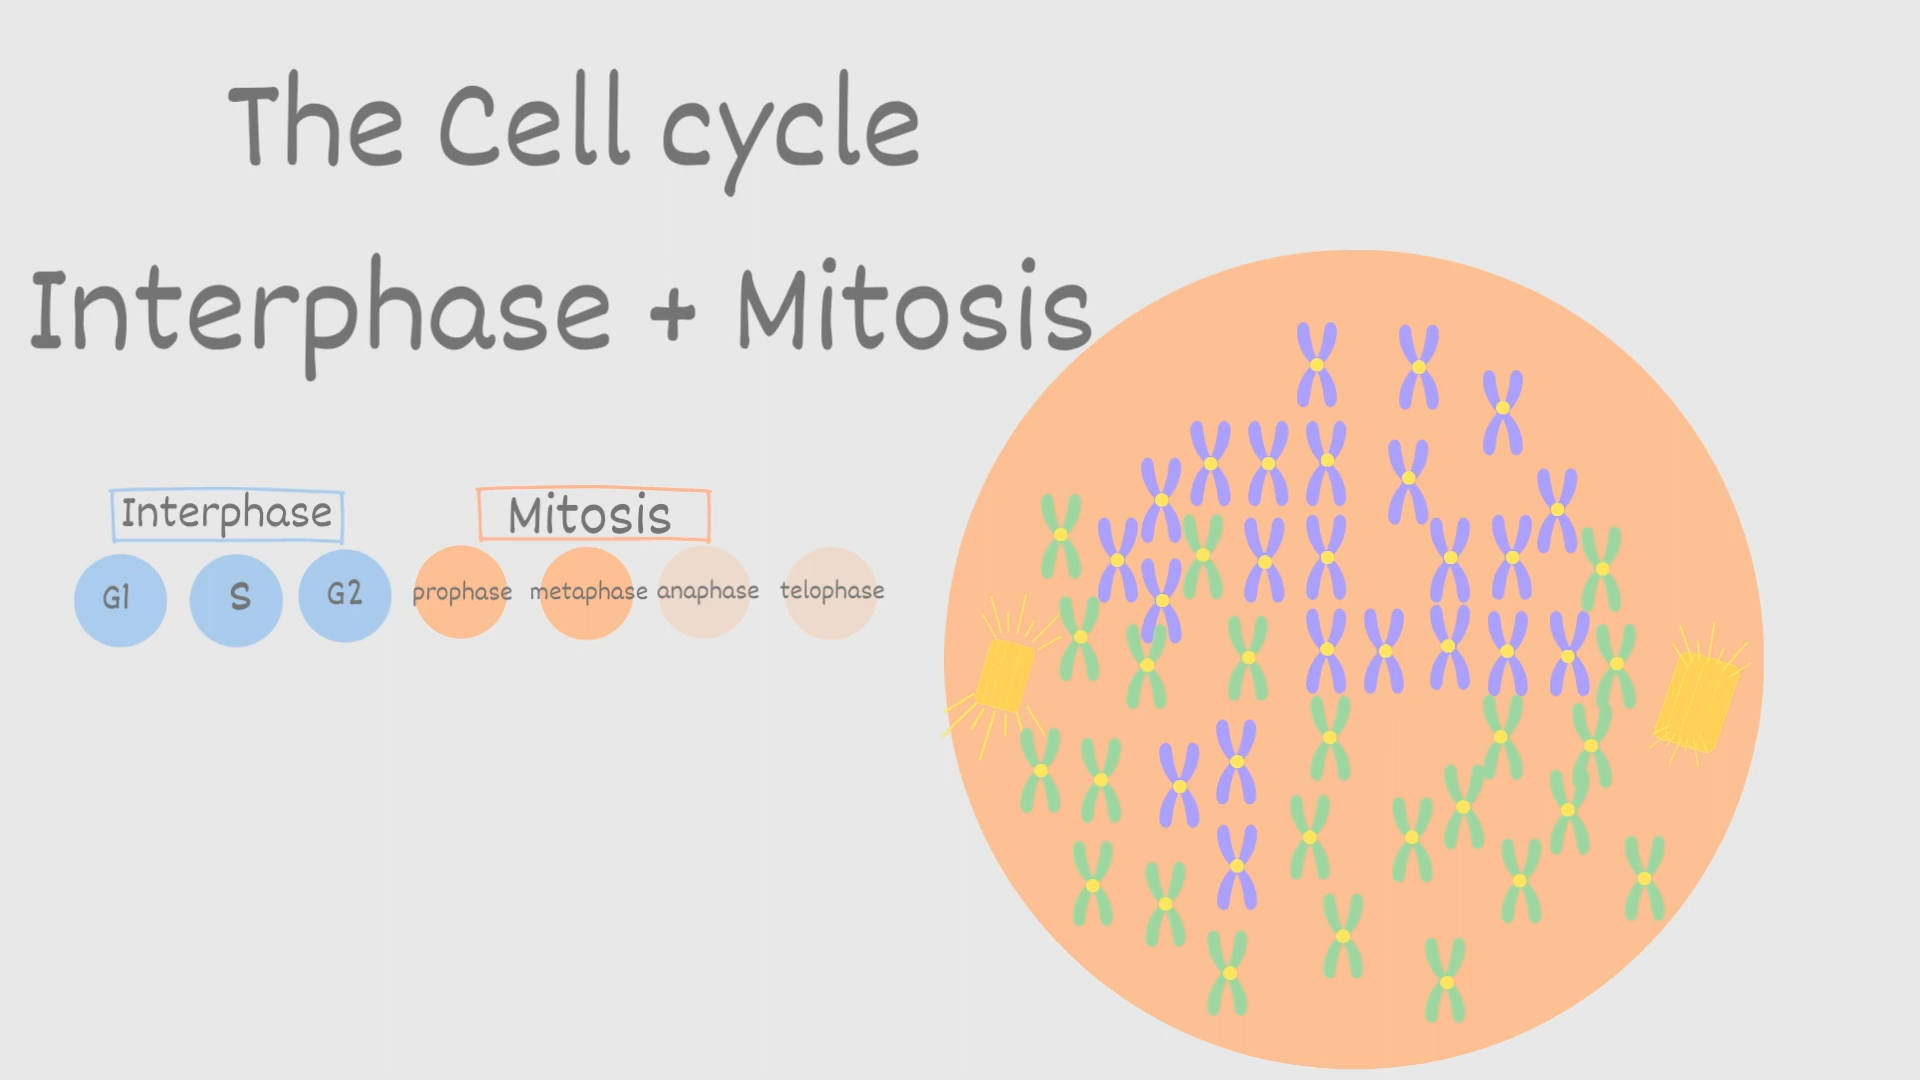 The Cell cycle
Interphase + Mitosis
Interphase
Mitosis
G1
S
G2
prophase
metaphase
anaphase
telophase